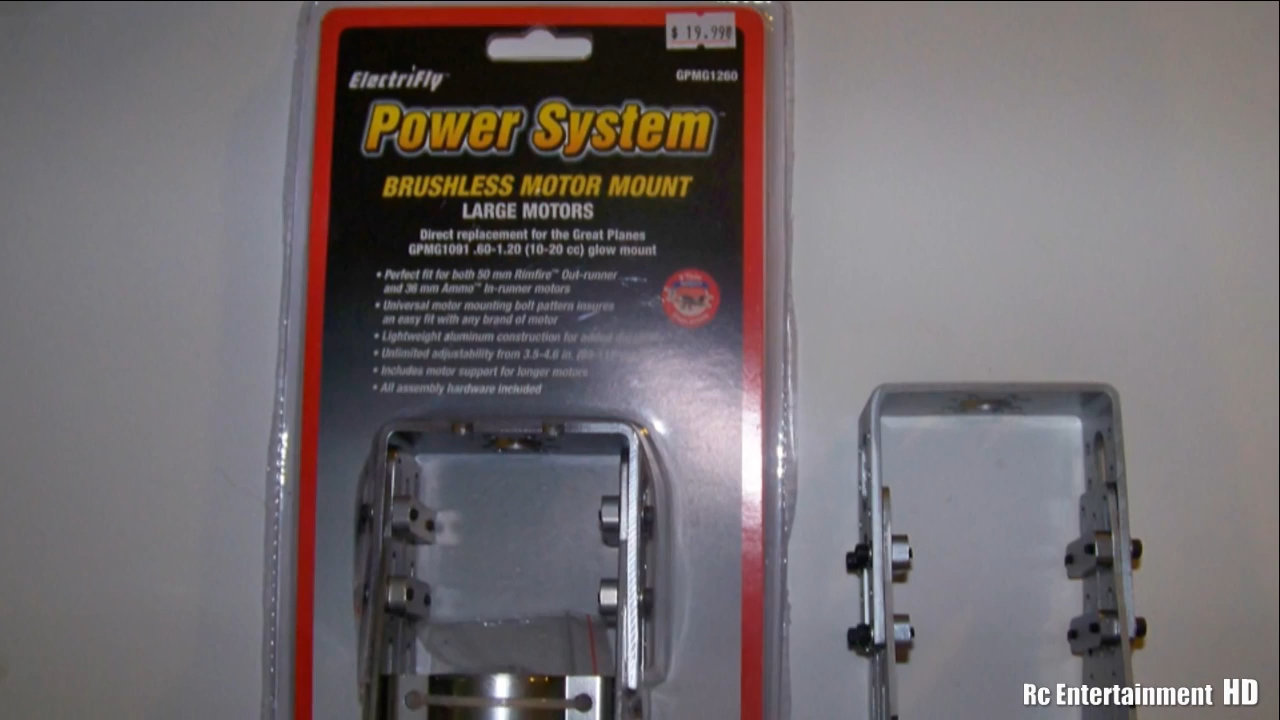 $ 19.99
ElectriFly™
GPMG1260
Power System™
BRUSHLESS MOTOR MOUNT
LARGE MOTORS
Direct replacement for the Great Planes
GPMG1091 .60-1.20 (10-20 cc) glow mount
• Perfect fit for both 50 mm Rimfire™ Out-runner
and 36 mm Ammo™ In-runner motors
• Universal motor mounting bolt pattern insures
an easy fit with any brand of motor
• Lightweight aluminum construction for added
• Unlimited adjustability from 3.5-4.6 in.
• Includes motor support for longer motors
• All assembly hardware included
Rc Entertainment HD